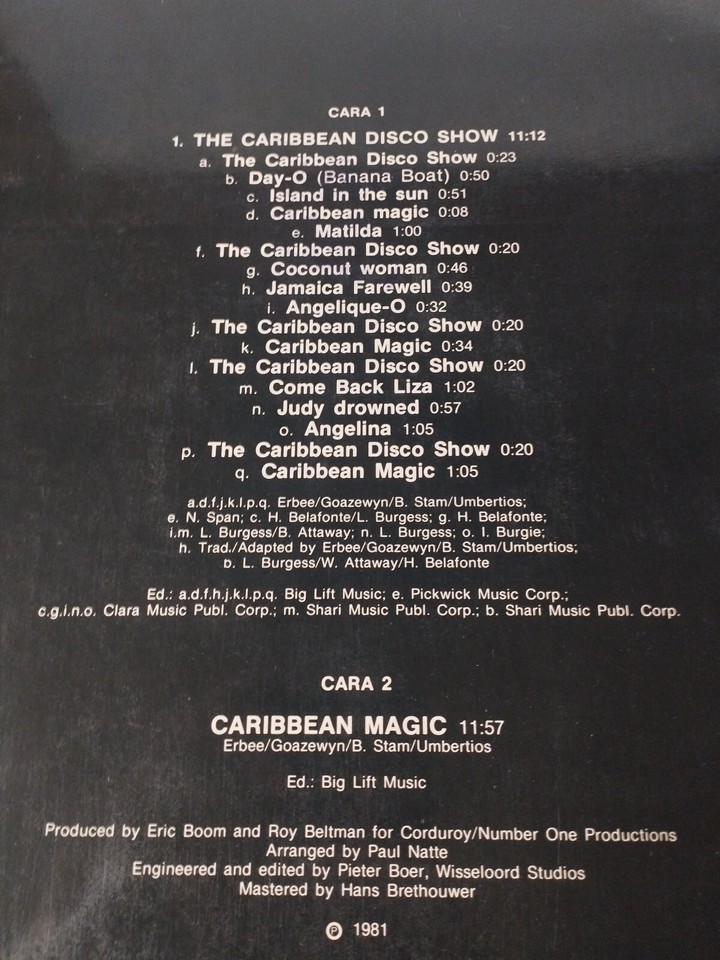 CARA 1
1. THE CARIBBEAN DISCO SHOW 11:12
a. The Caribbean Disco Show 0:23
b. Day-O (Banana Boat) 0:50
c. Island in the sun 0:51
d. Caribbean magic 0:08
e. Matilda 1:00
f. The Caribbean Disco Show 0:20
g. Coconut woman 0:46
h. Jamaica Farewell 0:39
i. Angelique-O 0:32
j. The Caribbean Disco Show 0:20
k. Caribbean Magic 0:34
l. The Caribbean Disco Show 0:20
m. Come Back Liza 1:02
n. Judy drowned 0:57
o. Angelina 1:05
p. The Caribbean Disco Show 0:20
q. Caribbean Magic 1:05
a.d.f.j.k.l.p.q. Erbee/Goazewyn/B. Stam/Umbertios;
e. N. Span; c. H. Belafonte/L. Burgess; g. H. Belafonte;
i.m. L. Burgess/B. Attaway; n. L. Burgess; o. I. Burgie;
h. Trad./Adapted by Erbee/Goazewyn/B. Stam/Umbertios;
b. L. Burgess/W. Attaway/H. Belafonte
Ed.: a.d.f.h.j.k.l.p.q. Big Lift Music; e. Pickwick Music Corp.;
c.g.i.n.o. Clara Music Publ. Corp.; m. Shari Music Publ. Corp.; b. Shari Music Publ. Corp.
CARA 2
CARIBBEAN MAGIC 11:57
Erbee/Goazewyn/B. Stam/Umbertios
Ed.: Big Lift Music
Produced by Eric Boom and Roy Beltman for Corduroy/Number One Productions
Arranged by Paul Natte
Engineered and edited by Pieter Boer, Wisseloord Studios
Mastered by Hans Brethouwer
℗ 1981